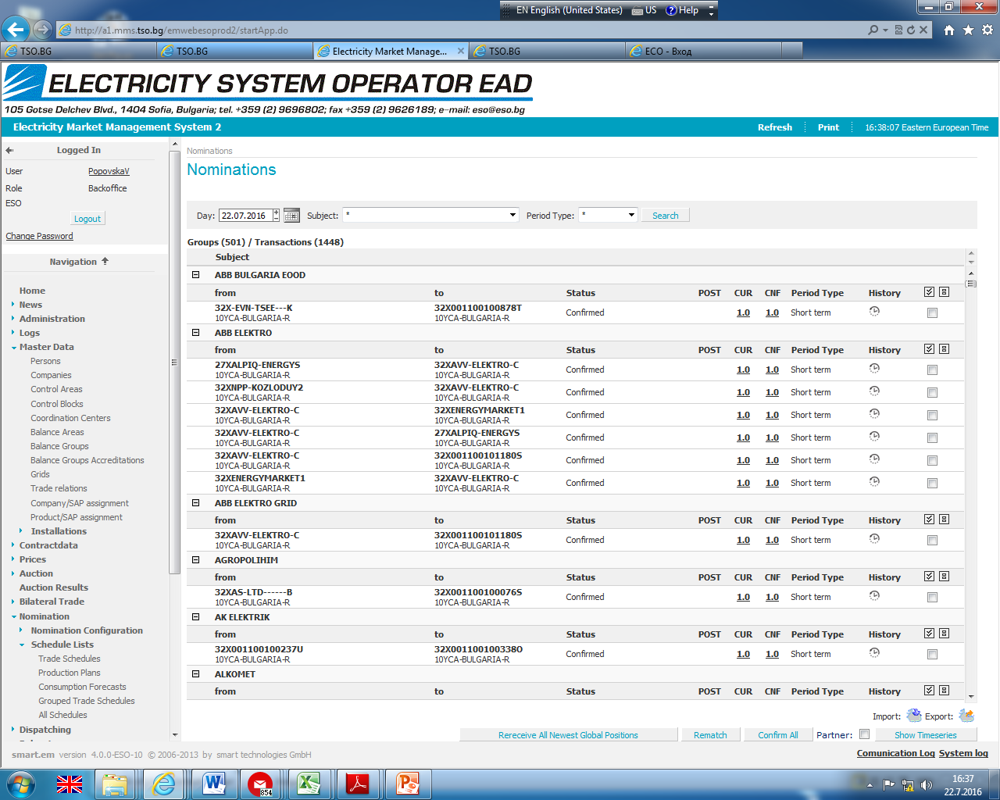 EN English (United States) US Help
http://a1.mms.tso.bg/emwebesoprod2/startApp.do
TSO.BG
TSO.BG
Electricity Market Manage...
TSO.BG
ECO - Вход
ELECTRICITY SYSTEM OPERATOR EAD
105 Gotse Delchev Blvd., 1404 Sofia, Bulgaria; tel. +359 (2) 9696802; fax +359 (2) 9626189; e-mail: eso@eso.bg
Electricity Market Management System 2
Refresh
Print
16:38:07 Eastern European Time
Logged In
User PopovskaV
Role Backoffice
ESO
Logout
Change Password
Navigation
Home
News
Administration
Logs
Master Data
Persons
Companies
Control Areas
Control Blocks
Coordination Centers
Balance Areas
Balance Groups
Balance Groups Accreditations
Grids
Trade relations
Company/SAP assignment
Product/SAP assignment
Installations
Contractdata
Prices
Auction
Auction Results
Bilateral Trade
Nomination
Nomination Configuration
Schedule Lists
Trade Schedules
Production Plans
Consumption Forecasts
Grouped Trade Schedules
All Schedules
Dispatching
Nominations
Nominations
Day: 22.07.2016 Subject: * Period Type: * Search
Groups (501) / Transactions (1448)
Subject
ABB BULGARIA EOOD
from to Status POST CUR CNF Period Type History
32X-EVN-TSEE---K 32X001100100878T Confirmed 1.0 1.0 Short term
10YCA-BULGARIA-R 10YCA-BULGARIA-R
ABB ELEKTRO
from to Status POST CUR CNF Period Type History
27XALPIQ-ENERGYS 32XAVV-ELEKTRO-C Confirmed 1.0 1.0 Short term
10YCA-BULGARIA-R 10YCA-BULGARIA-R
32XNPP-KOZLODUY2 32XAVV-ELEKTRO-C Confirmed 1.0 1.0 Short term
10YCA-BULGARIA-R 10YCA-BULGARIA-R
32XAVV-ELEKTRO-C 32XENERGYMARKET1 Confirmed 1.0 1.0 Short term
10YCA-BULGARIA-R 10YCA-BULGARIA-R
32XAVV-ELEKTRO-C 27XALPIQ-ENERGYS Confirmed 1.0 1.0 Short term
10YCA-BULGARIA-R 10YCA-BULGARIA-R
32XAVV-ELEKTRO-C 32X001100101180S Confirmed 1.0 1.0 Short term
10YCA-BULGARIA-R 10YCA-BULGARIA-R
32XENERGYMARKET1 32XAVV-ELEKTRO-C Confirmed 1.0 1.0 Short term
10YCA-BULGARIA-R 10YCA-BULGARIA-R
ABB ELEKTRO GRID
from to Status POST CUR CNF Period Type History
32XAVV-ELEKTRO-C 32X001100101180S Confirmed 1.0 1.0 Short term
10YCA-BULGARIA-R 10YCA-BULGARIA-R
AGROPOLIHIM
from to Status POST CUR CNF Period Type History
32XAS-LTD------B 32X001100100076S Confirmed 1.0 1.0 Short term
10YCA-BULGARIA-R 10YCA-BULGARIA-R
AK ELEKTRIK
from to Status POST CUR CNF Period Type History
32X001100100237U 32X001100100338O Confirmed 1.0 1.0 Short term
10YCA-BULGARIA-R 10YCA-BULGARIA-R
ALKOMET
from to Status POST CUR CNF Period Type History
Import: Export:
Rereceive All Newest Global Positions Rematch Confirm All Partner: Show Timeseries
smart.em version 4.0.0-ESO-10 © 2006-2013 by smart technologies GmbH
Comunication Log System log
854
16:37
22.7.2016